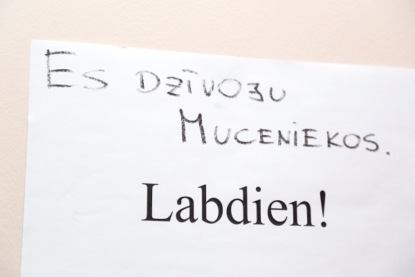 Es dzīvoju
Muceniekos.
Labdien!